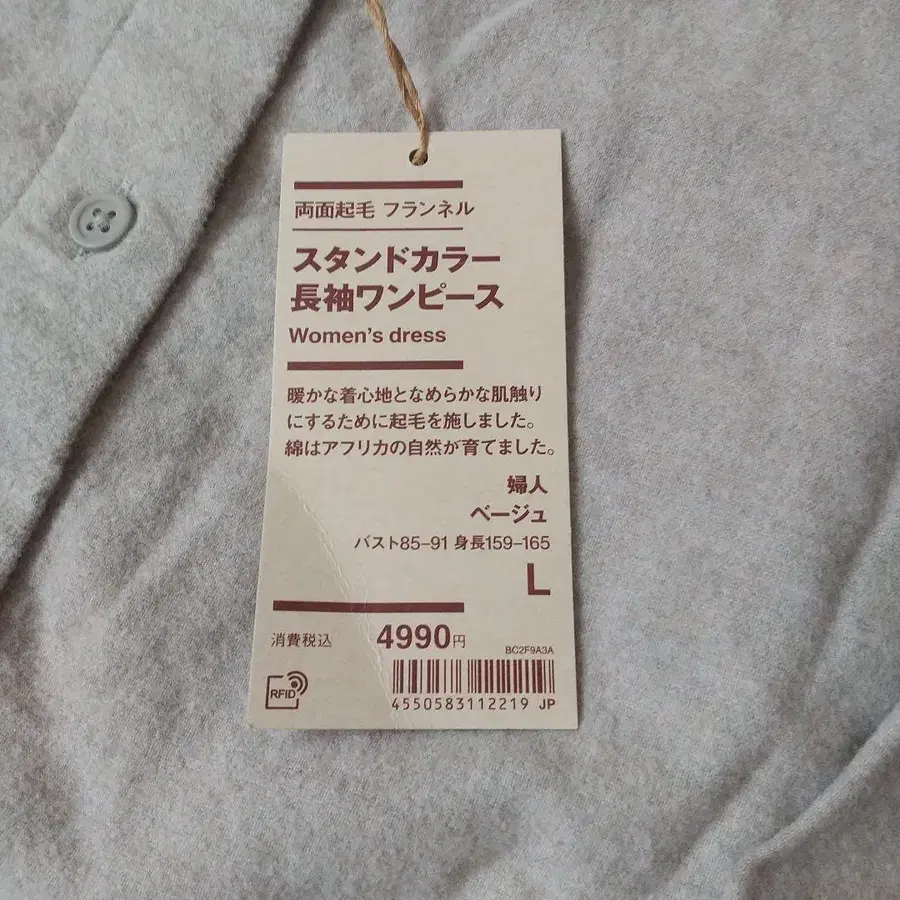 両面起毛 フランネル
スタンドカラー
長袖ワンピース
Women's dress
暖かな着心地となめらかな肌触り
にするために起毛を施しました。
綿はアフリカの自然が育てました。
婦人
ベージュ
バスト85–91 身長159–165
L
消費税込 4990円
BC2F9A3A
RFID
4550583112219 JP